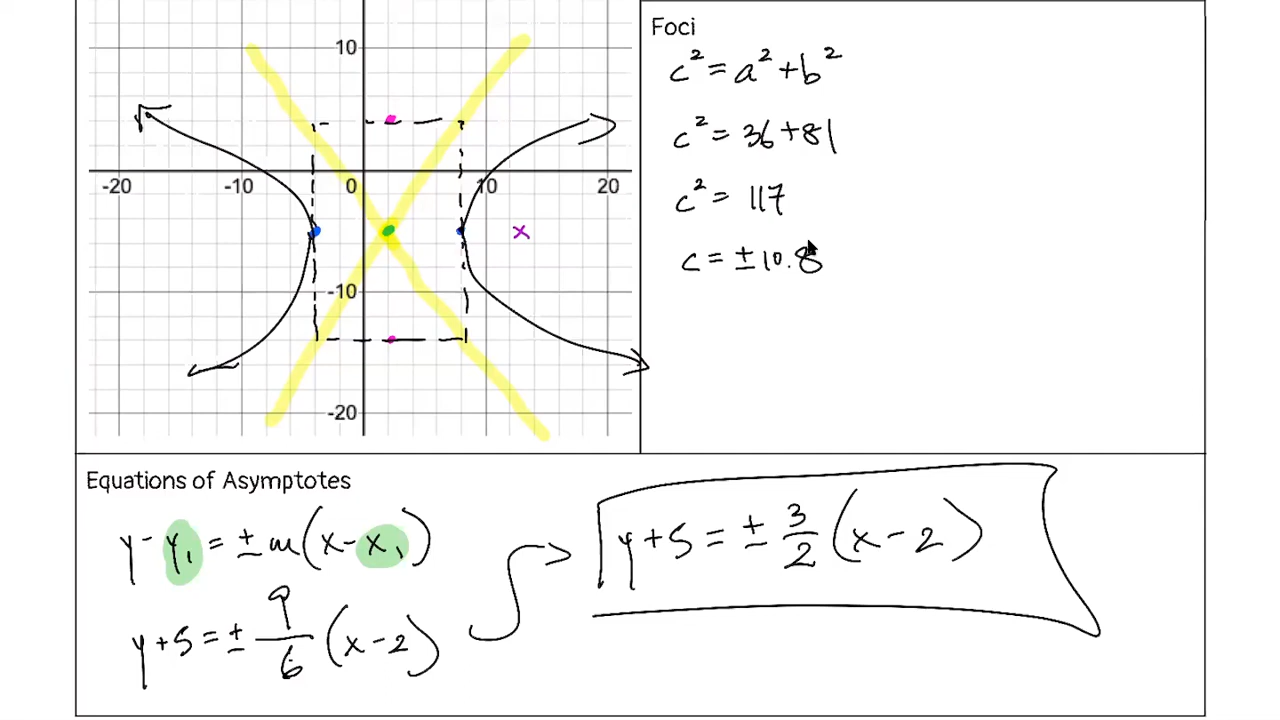 10
-20
-10
0
10
20
-10
-20
Foci
c² = a² + b²
c² = 36 + 81
c² = 117
c = ± 10.8
Equations of Asymptotes
y - y₁ = ± m(x - x₁)
y + 5 = ± 9/6 (x - 2)
y + 5 = ± 3/2 (x - 2)